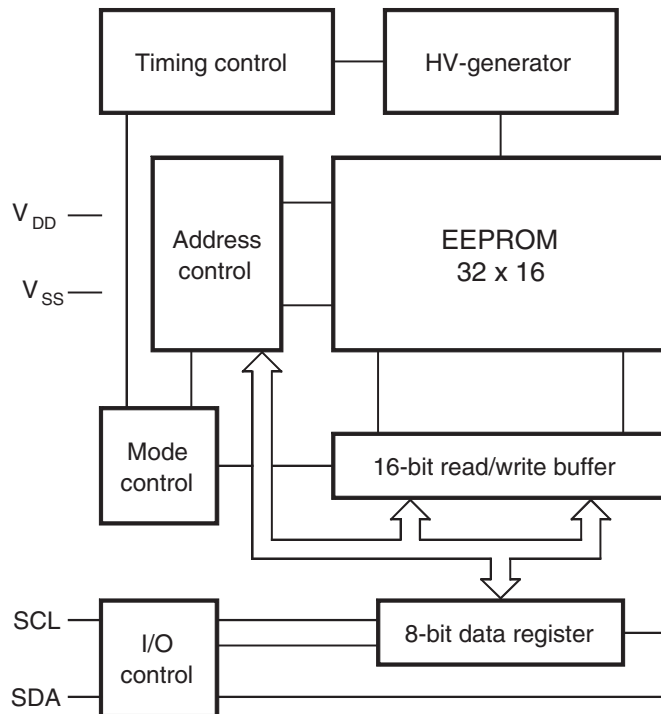 Timing control
HV-generator
V DD
V SS
Address
control
EEPROM
32 x 16
Mode
control
16-bit read/write buffer
SCL
SDA
I/O
control
8-bit data register